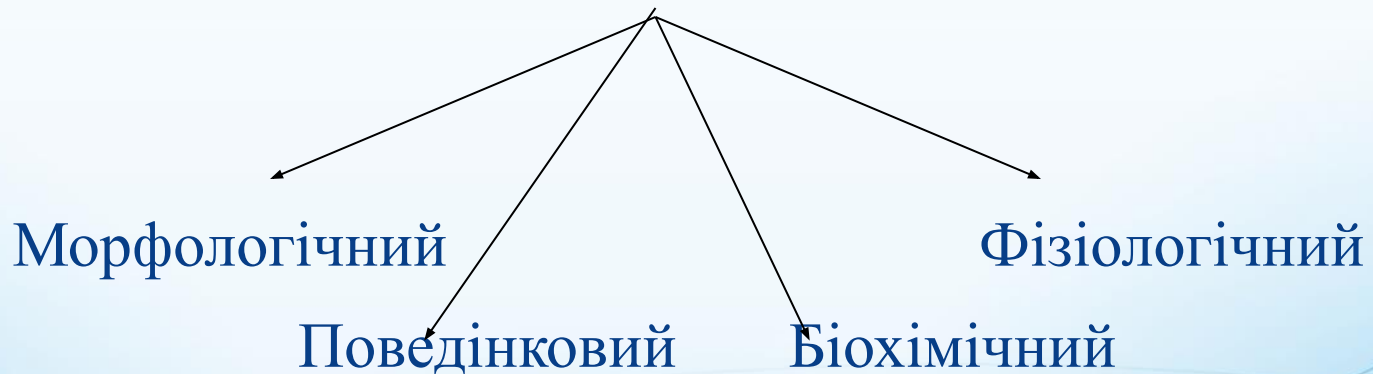 Морфологічний Фізіологічний
Поведінковий Біохімічний